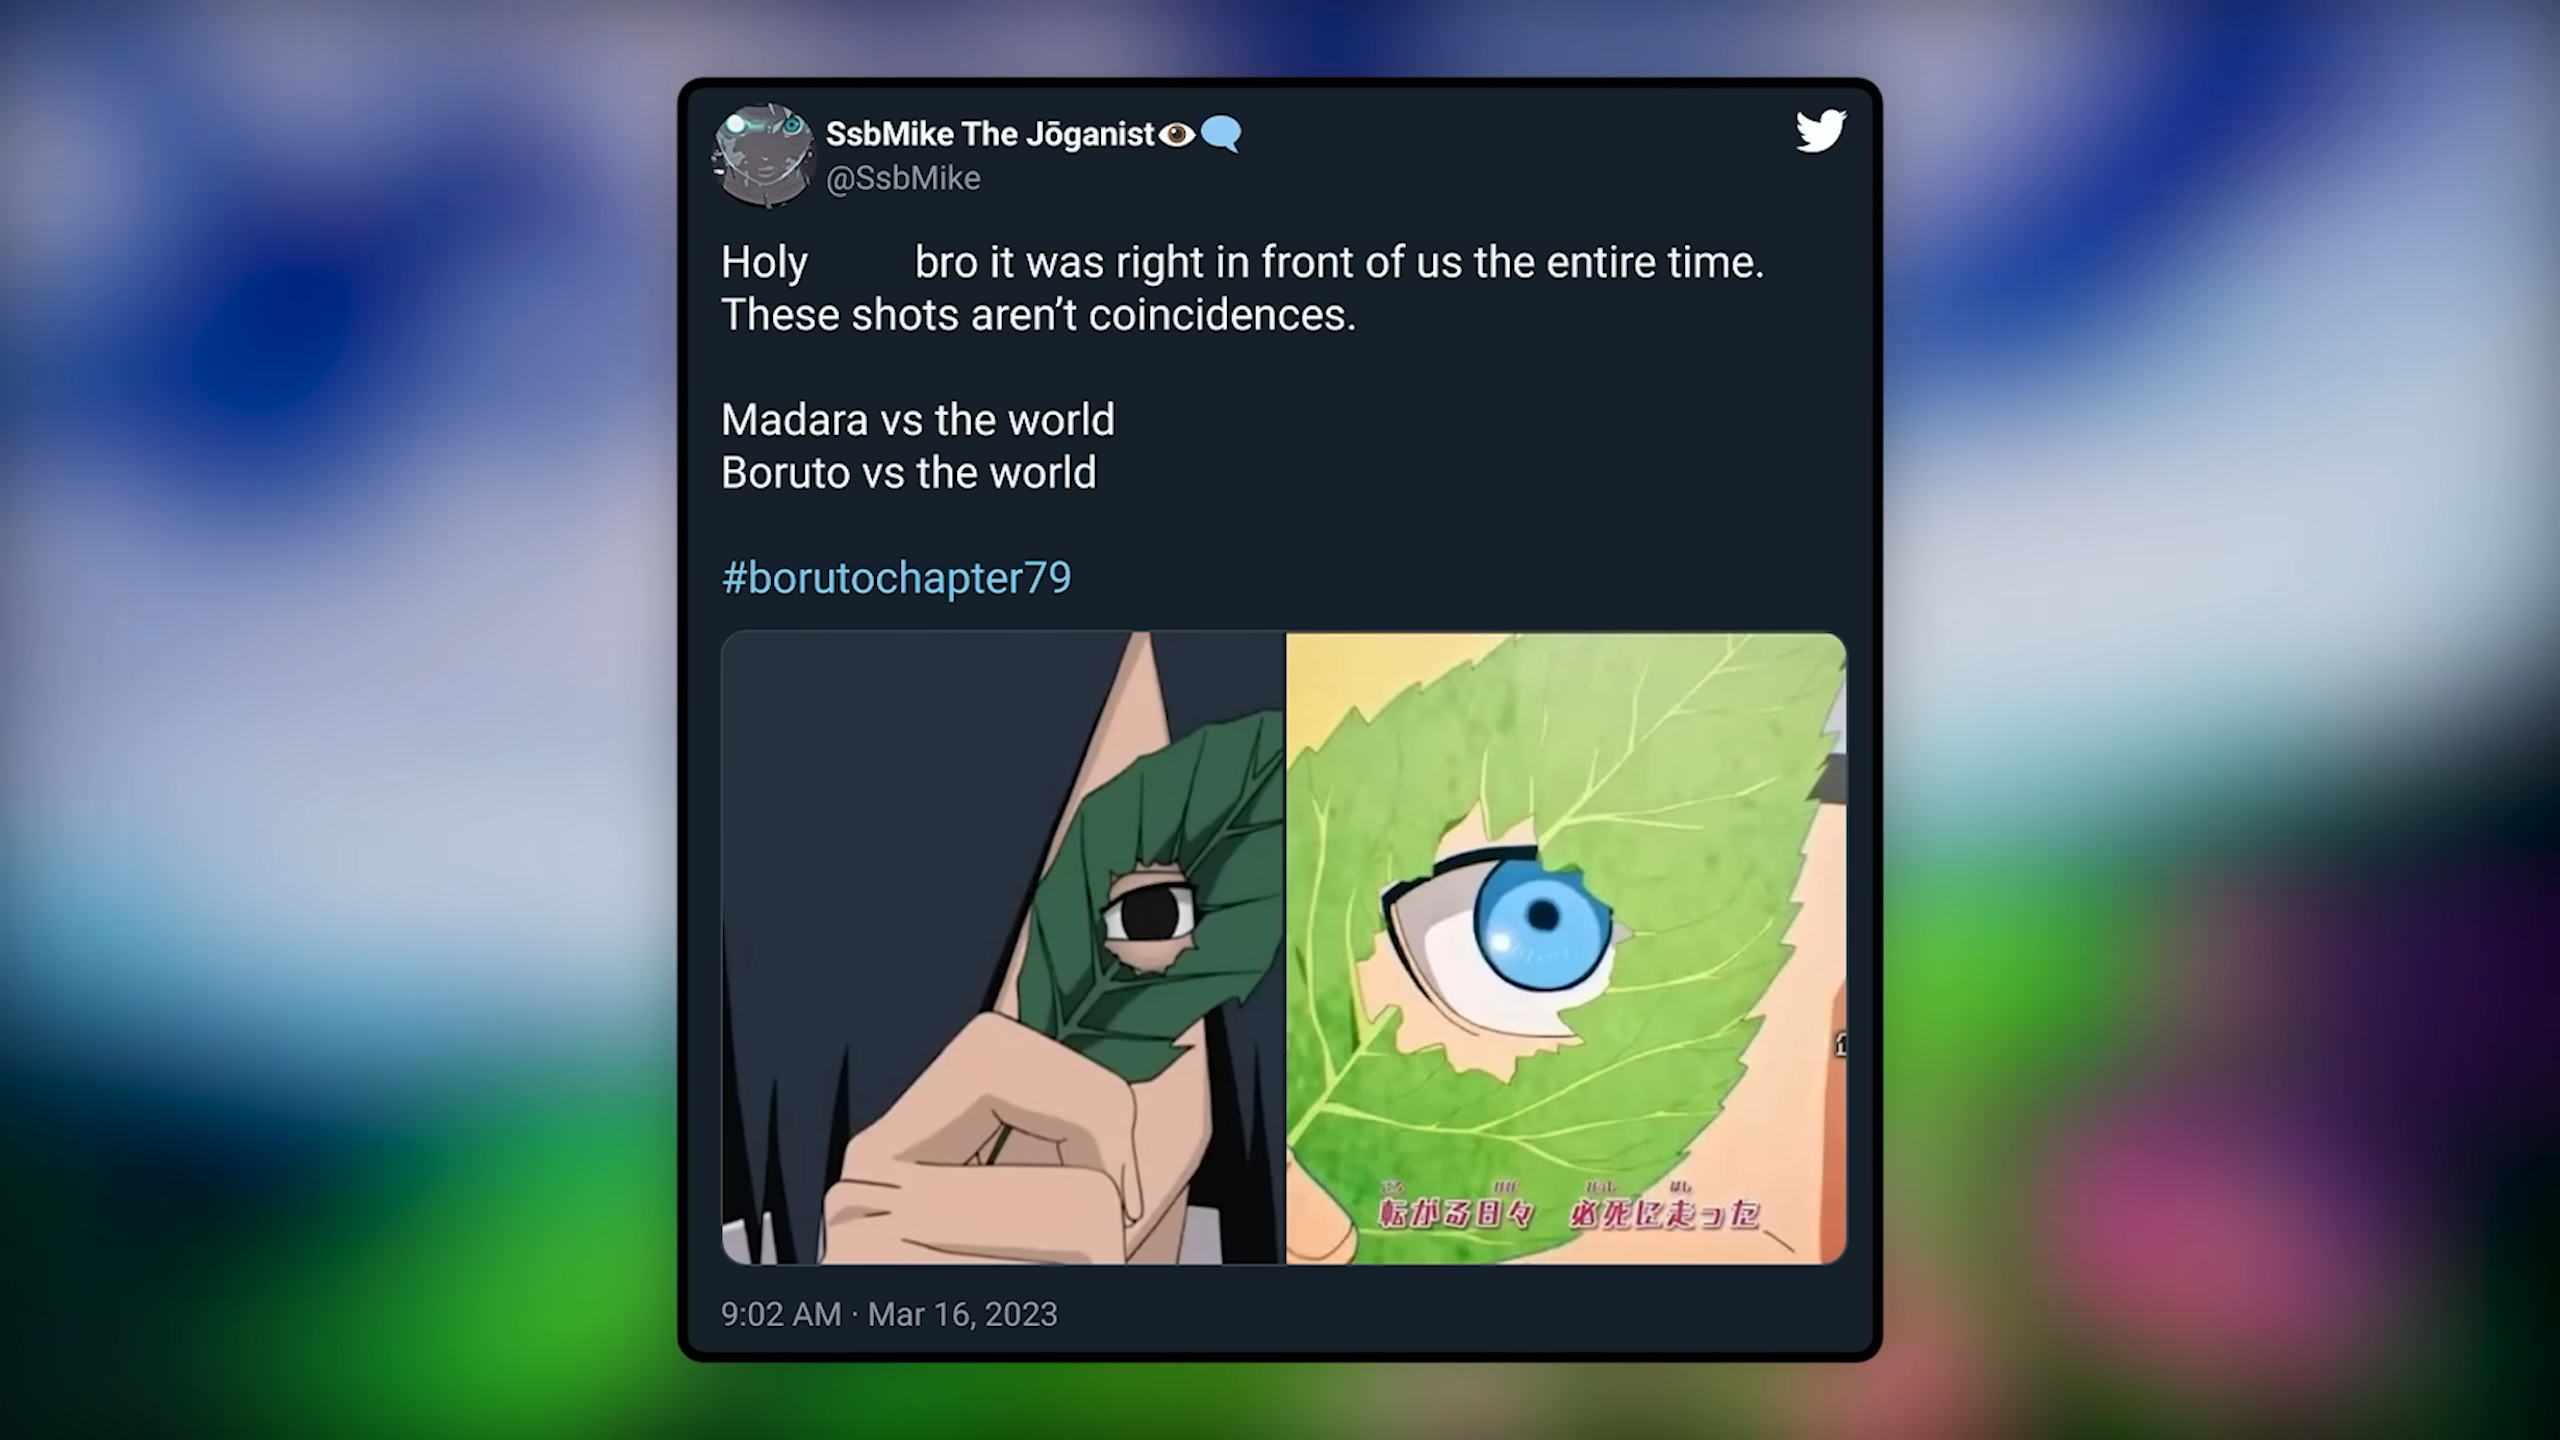 SsbMike The Jōganist👁️🗨️
@SsbMike
Holy bro it was right in front of us the entire time.
These shots aren't coincidences.
Madara vs the world
Boruto vs the world
#borutochapter79
転がる日々 必死に走った
9:02 AM · Mar 16, 2023